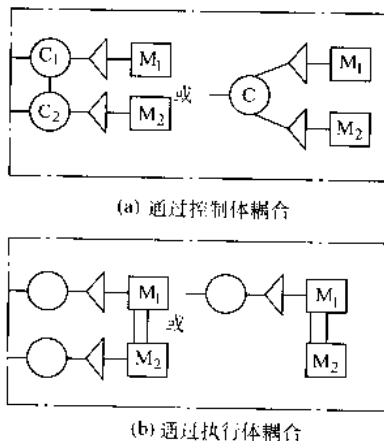 C₁ M₁
C₂ M₂ 或 C M₁
M₂
(a) 通过控制体耦合
M₁ M₁
或
M₂ M₂
(b) 通过执行体耦合